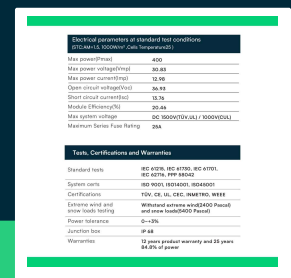 Electrical parameters at standard test conditions
(STC:AM=1.5, 1000W/m², Cells Temperature25)
Max power(Pmax) 400
Max power voltage(Vmp) 30.83
Max power current(Imp) 12.98
Open circuit voltage(Voc) 36.93
Short circuit current(Isc) 13.76
Module Efficiency(%) 20.46
Max system voltage DC 1500V(TÜV,UL) / 1000V(CUL)
Maximum Series Fuse Rating 25A
Tests, Certifications and Warranties
Standard tests IEC 61215, IEC 61730, IEC 61701,
IEC 62716, PPP 58042
System certs ISO 9001, ISO14001, ISO45001
Certifications TÜV, CE, UL, CEC, INMETRO, WEEE
Extreme wind and Withstand extreme wind(2400 Pascal)
snow loads testing and snow loads(5400 Pascal)
Power tolerance 0~+3%
Junction box IP 68
Warranties 12 years product warranty and 25 years
84.8% of power